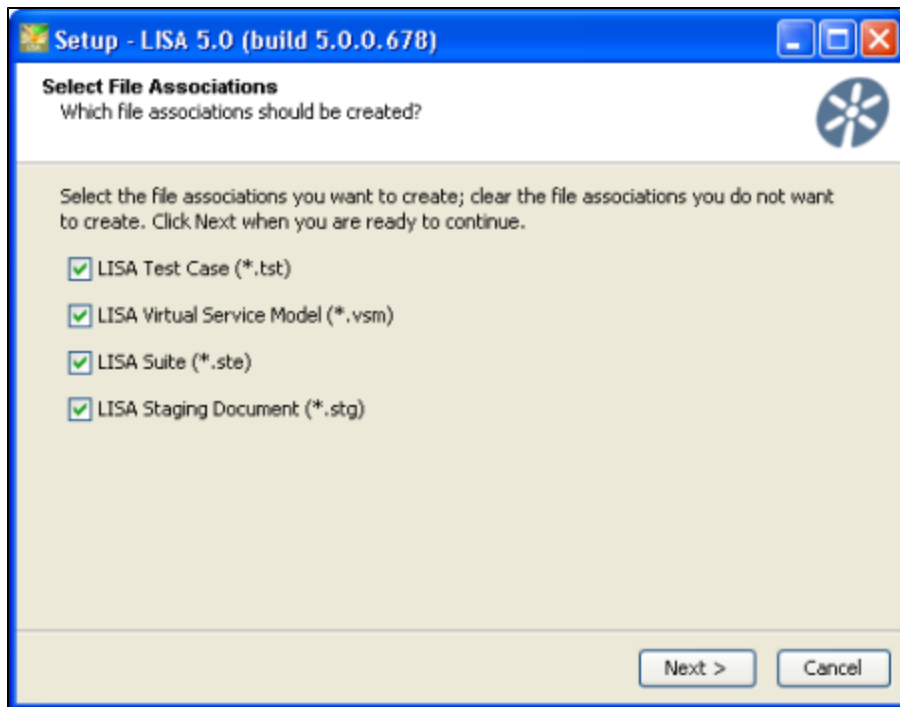 Setup - LISA 5.0 (build 5.0.0.678)
Select File Associations
Which file associations should be created?
Select the file associations you want to create; clear the file associations you do not want
to create. Click Next when you are ready to continue.
LISA Test Case (*.tst)
LISA Virtual Service Model (*.vsm)
LISA Suite (*.ste)
LISA Staging Document (*.stg)
Next >
Cancel